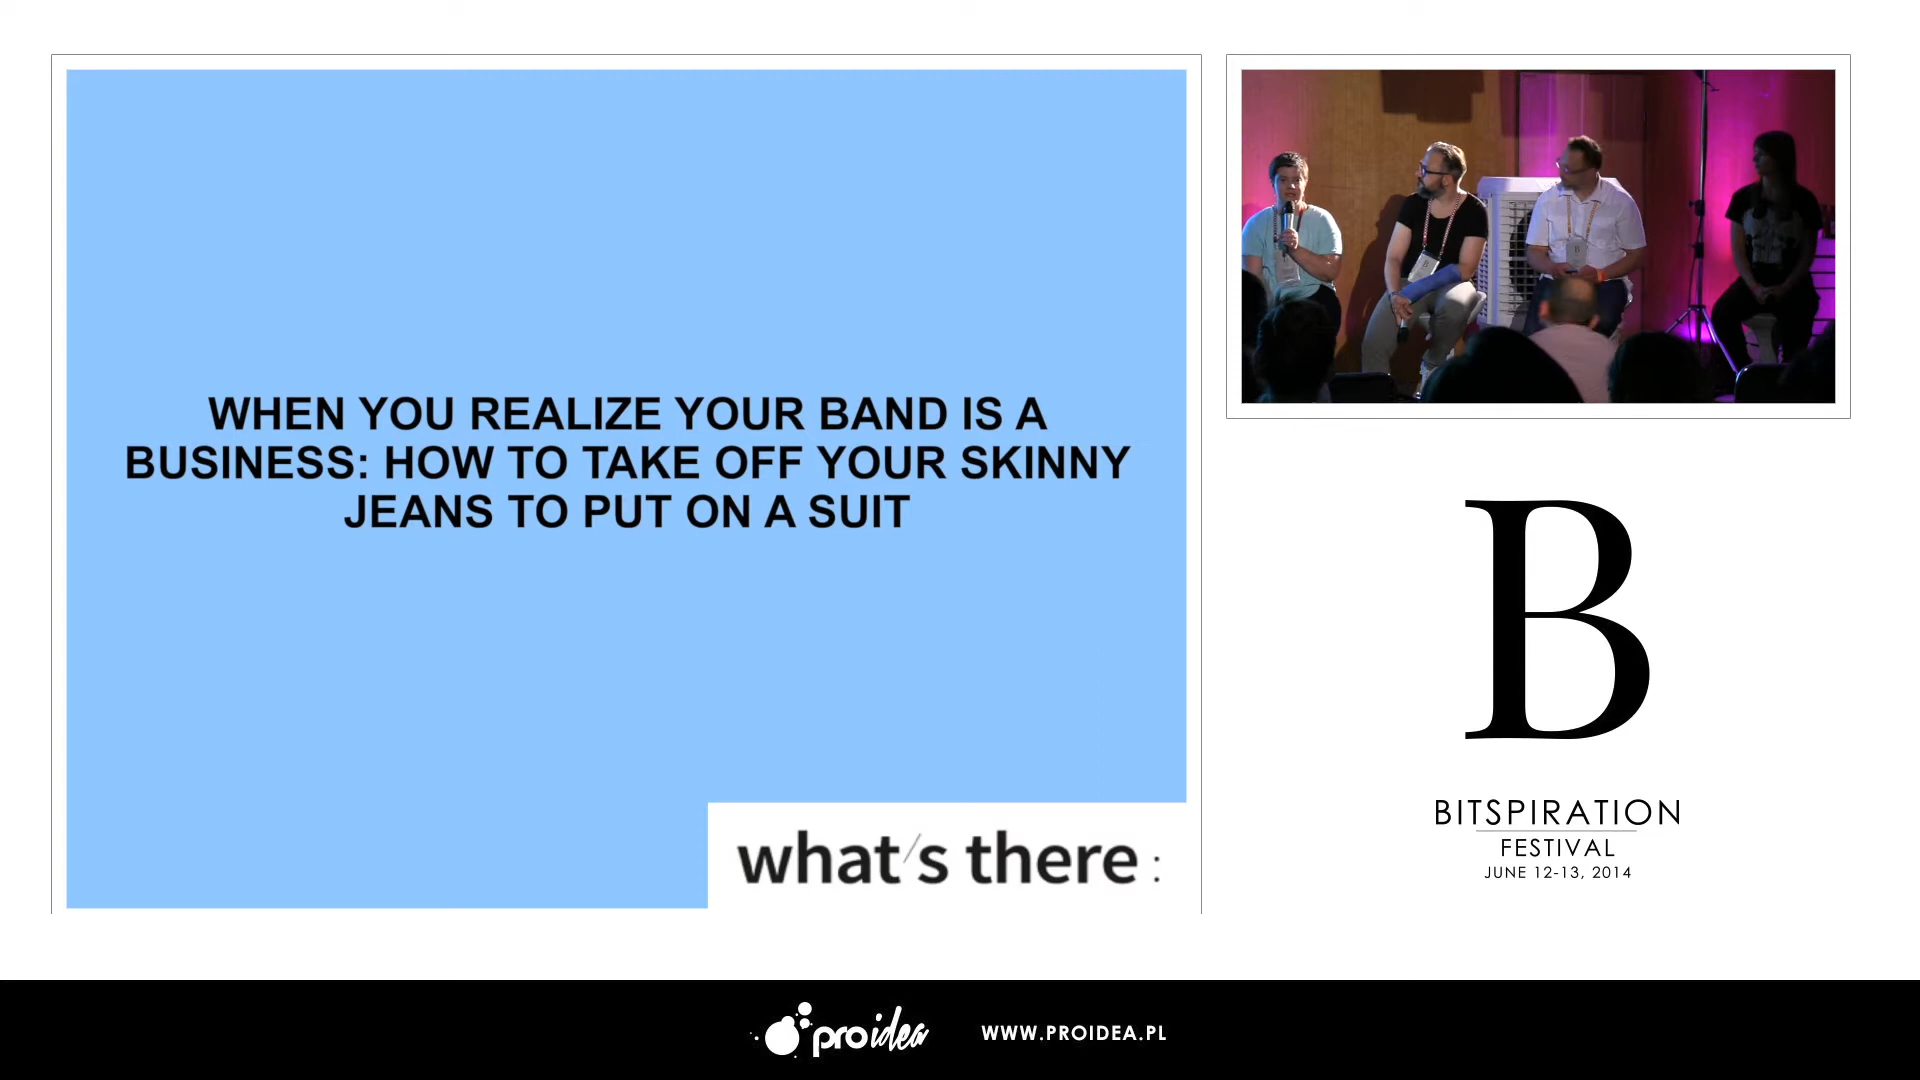 WHEN YOU REALIZE YOUR BAND IS A
BUSINESS: HOW TO TAKE OFF YOUR SKINNY
JEANS TO PUT ON A SUIT
what's there :
B
BITSPIRATION
FESTIVAL
JUNE 12-13, 2014
proidea
WWW.PROIDEA.PL